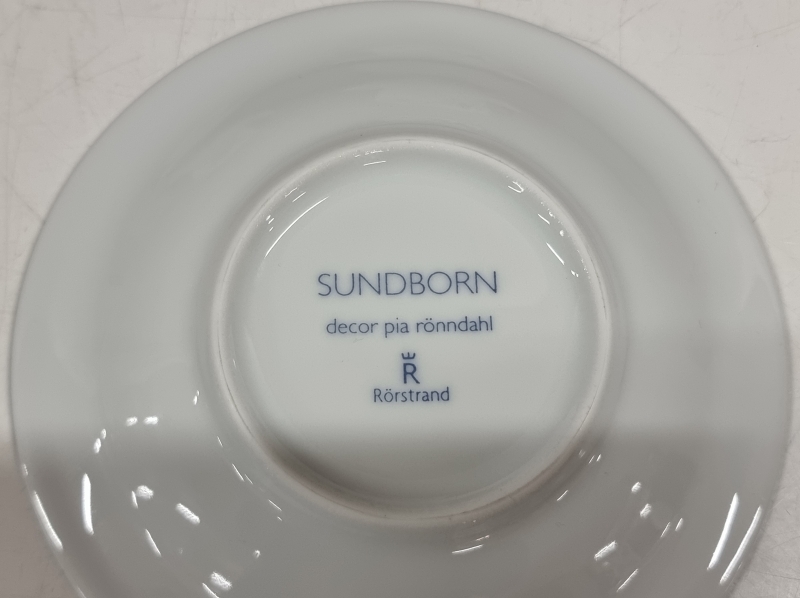 SUNDBORN
decor pia rönndahl
R
Rörstrand